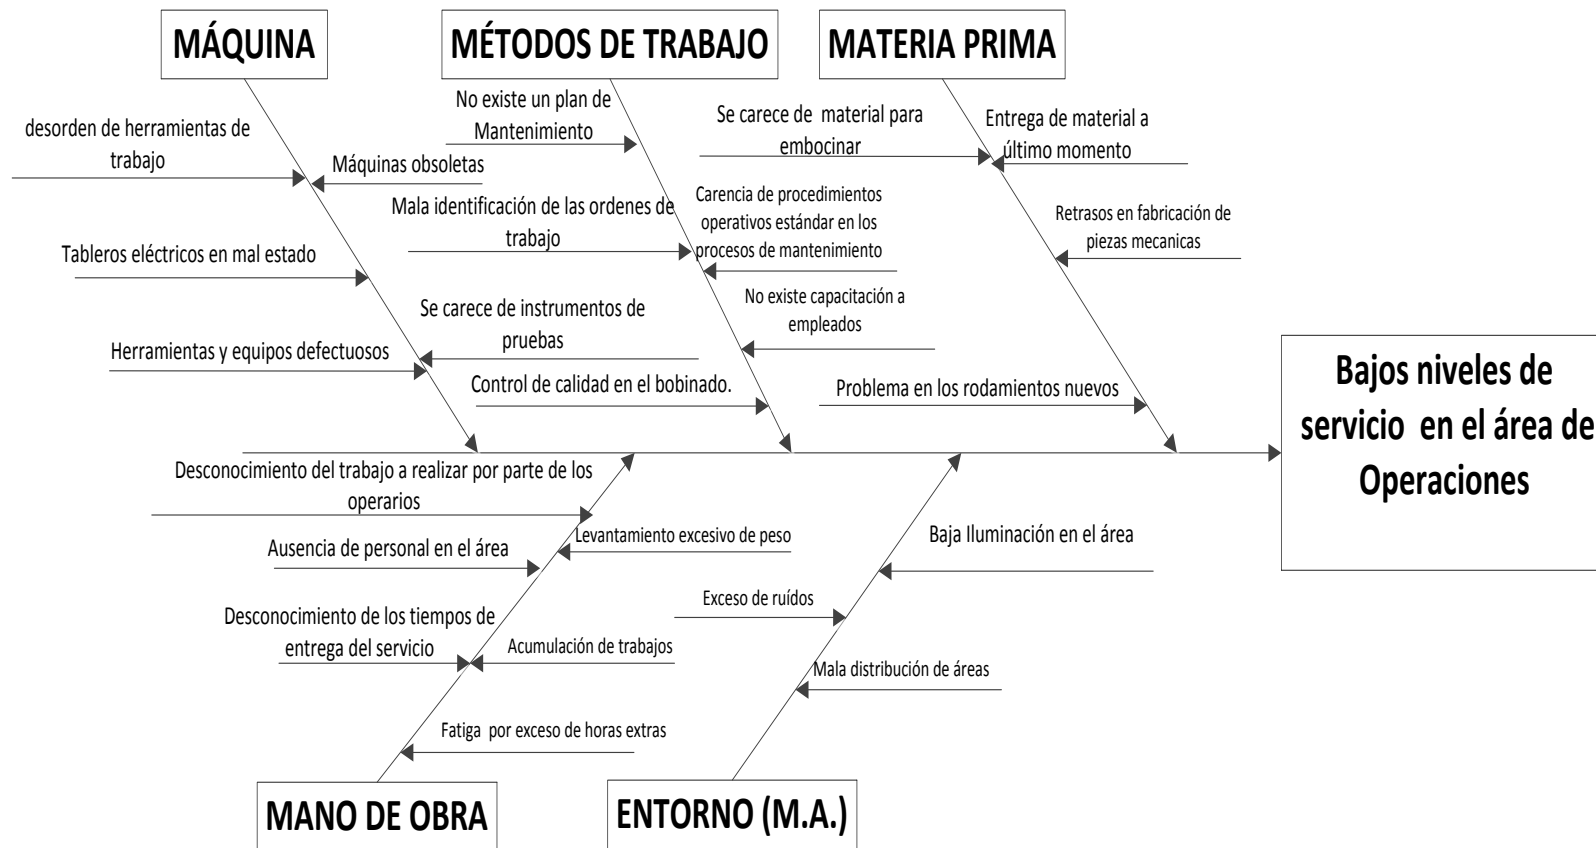 MÁQUINA
MÉTODOS DE TRABAJO
MATERIA PRIMA
desorden de herramientas de
trabajo
Máquinas obsoletas
Tableros eléctricos en mal estado
Se carece de instrumentos de
pruebas
Herramientas y equipos defectuosos
No existe un plan de
Mantenimiento
Mala identificación de las ordenes de
trabajo
Carencia de procedimientos
operativos estándar en los
procesos de mantenimiento
No existe capacitación a
empleados
Control de calidad en el bobinado.
Se carece de  material para
embocinar
Entrega de material a
último momento
Retrasos en fabricación de
piezas mecanicas
Problema en los rodamientos nuevos
Bajos niveles de
servicio  en el área de
Operaciones
Desconocimiento del trabajo a realizar por parte de los
operarios
Levantamiento excesivo de peso
Ausencia de personal en el área
Desconocimiento de los tiempos de
entrega del servicio
Acumulación de trabajos
Fatiga  por exceso de horas extras
Baja Iluminación en el área
Exceso de ruídos
Mala distribución de áreas
MANO DE OBRA
ENTORNO (M.A.)